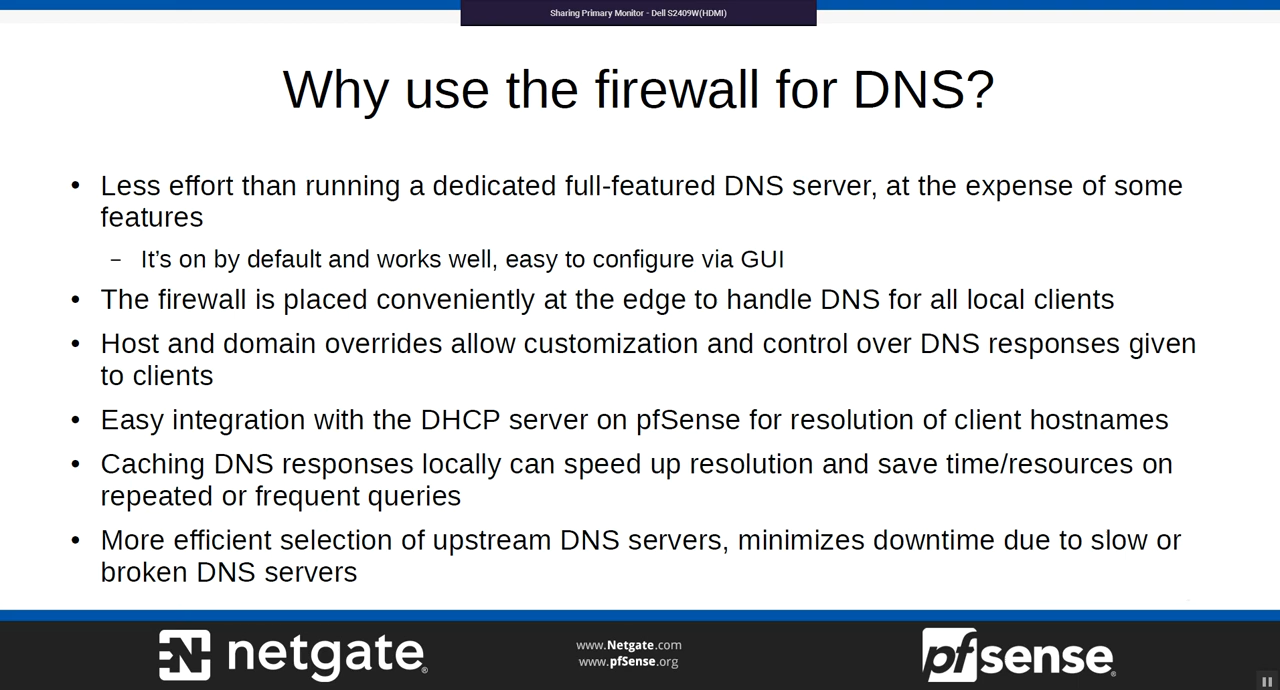 Sharing Primary Monitor - Dell S2409W(HDMI)
Why use the firewall for DNS?
• Less effort than running a dedicated full-featured DNS server, at the expense of some
features
– It’s on by default and works well, easy to configure via GUI
• The firewall is placed conveniently at the edge to handle DNS for all local clients
• Host and domain overrides allow customization and control over DNS responses given
to clients
• Easy integration with the DHCP server on pfSense for resolution of client hostnames
• Caching DNS responses locally can speed up resolution and save time/resources on
repeated or frequent queries
• More efficient selection of upstream DNS servers, minimizes downtime due to slow or
broken DNS servers
netgate®
www.Netgate.com
www.pfSense.org
pfsense®